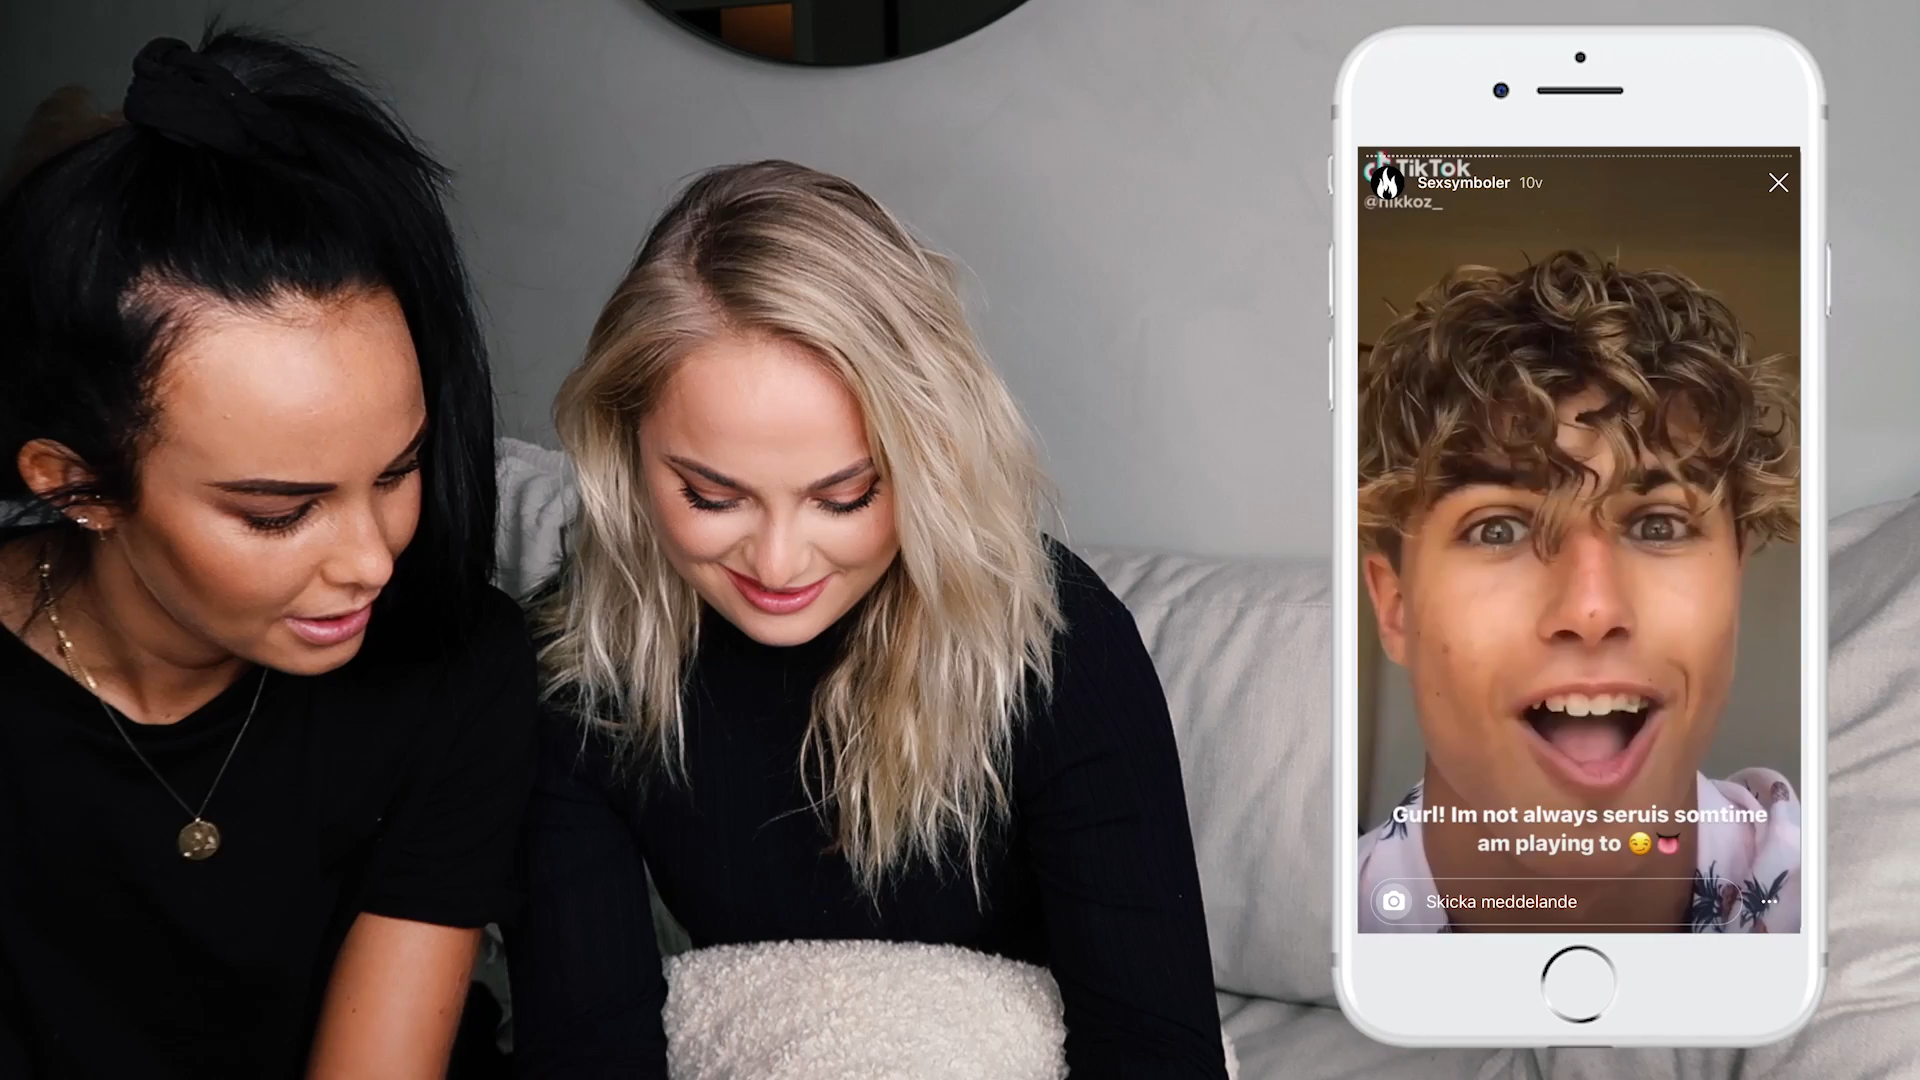 TikTok
Sexsymboler 10v
@nikkoz_
Gurl! Im not always seruis somtime
am playing to 😏👅
Skicka meddelande